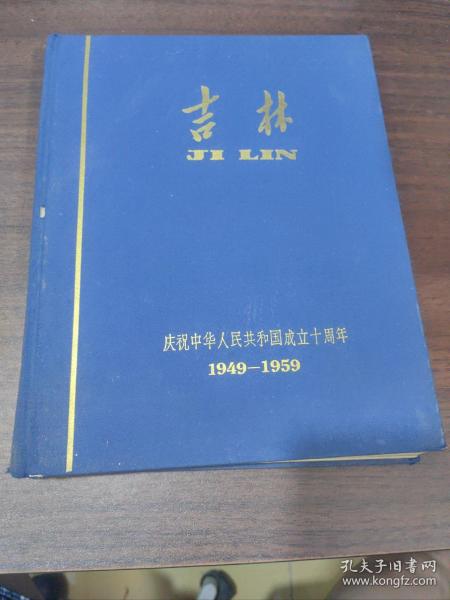 吉林
JI LIN
庆祝中华人民共和国成立十周年
1949—1959
孔夫子旧书网
www.kongfz.com